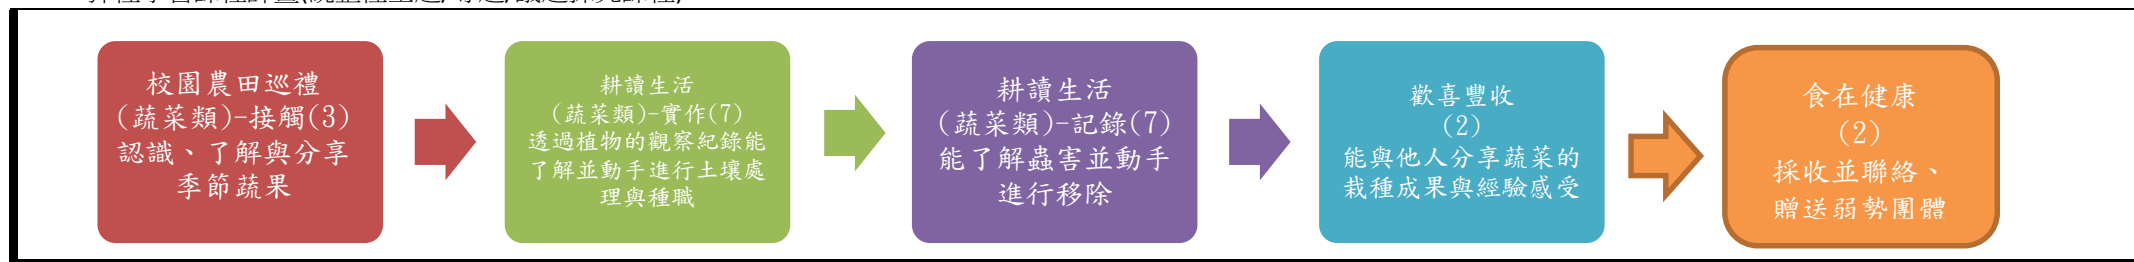 校園農田巡禮
(蔬菜類)-接觸(3)
認識、了解與分享
季節蔬果
耕讀生活
(蔬菜類)-實作(7)
透過植物的觀察紀錄能
了解並動手進行土壤處
理與種職
耕讀生活
(蔬菜類)-記錄(7)
能了解蟲害並動手
進行移除
歡喜豐收
(2)
能與他人分享蔬菜的
栽種成果與經驗感受
食在健康
(2)
採收並聯絡、
贈送弱勢團體